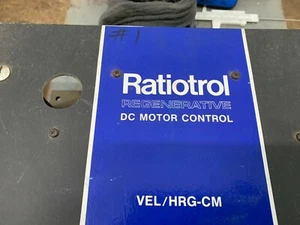 #1
Ratiotrol
REGENERATIVE
DC MOTOR CONTROL
VEL/HRG-CM